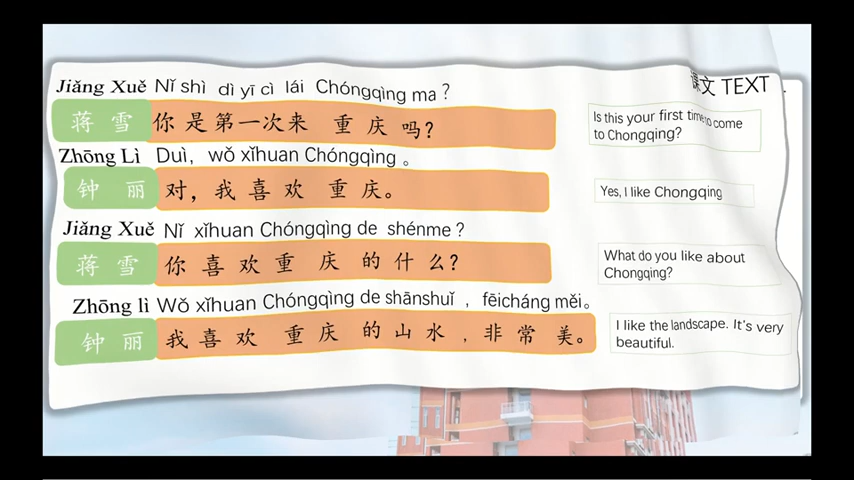 课文 TEXT
Jiǎng Xuě Nǐ shì dì yī cì lái Chóngqìng ma？
蒋 雪 你是第一次来 重 庆 吗？
Is this your first time to come
to Chongqing?
Zhōng Lì Duì，wǒ xǐhuan Chóngqìng 。
钟 丽 对，我 喜 欢 重 庆。
Yes, I like Chongqing
Jiǎng Xuě Nǐ xǐhuan Chóngqìng de shénme？
蒋 雪 你 喜 欢 重 庆 的 什 么？
What do you like about
Chongqing?
Zhōng lì Wǒ xǐhuan Chóngqìng de shānshuǐ ，fēicháng měi。
钟 丽 我 喜 欢 重 庆 的 山 水 ，非 常 美。
I like the landscape. It's very
beautiful.